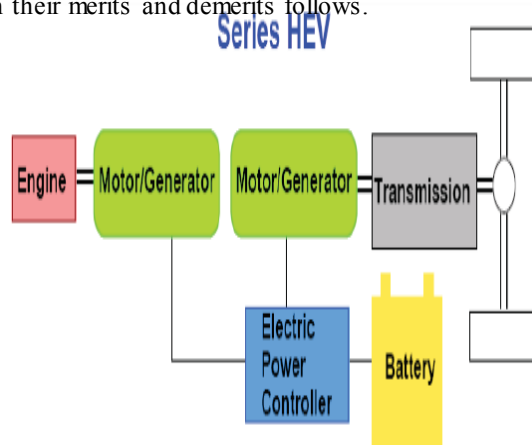 their merits and demerits follows.
Series HEV
Engine
Motor/Generator
Motor/Generator
Transmission
Electric
Power
Controller
Battery